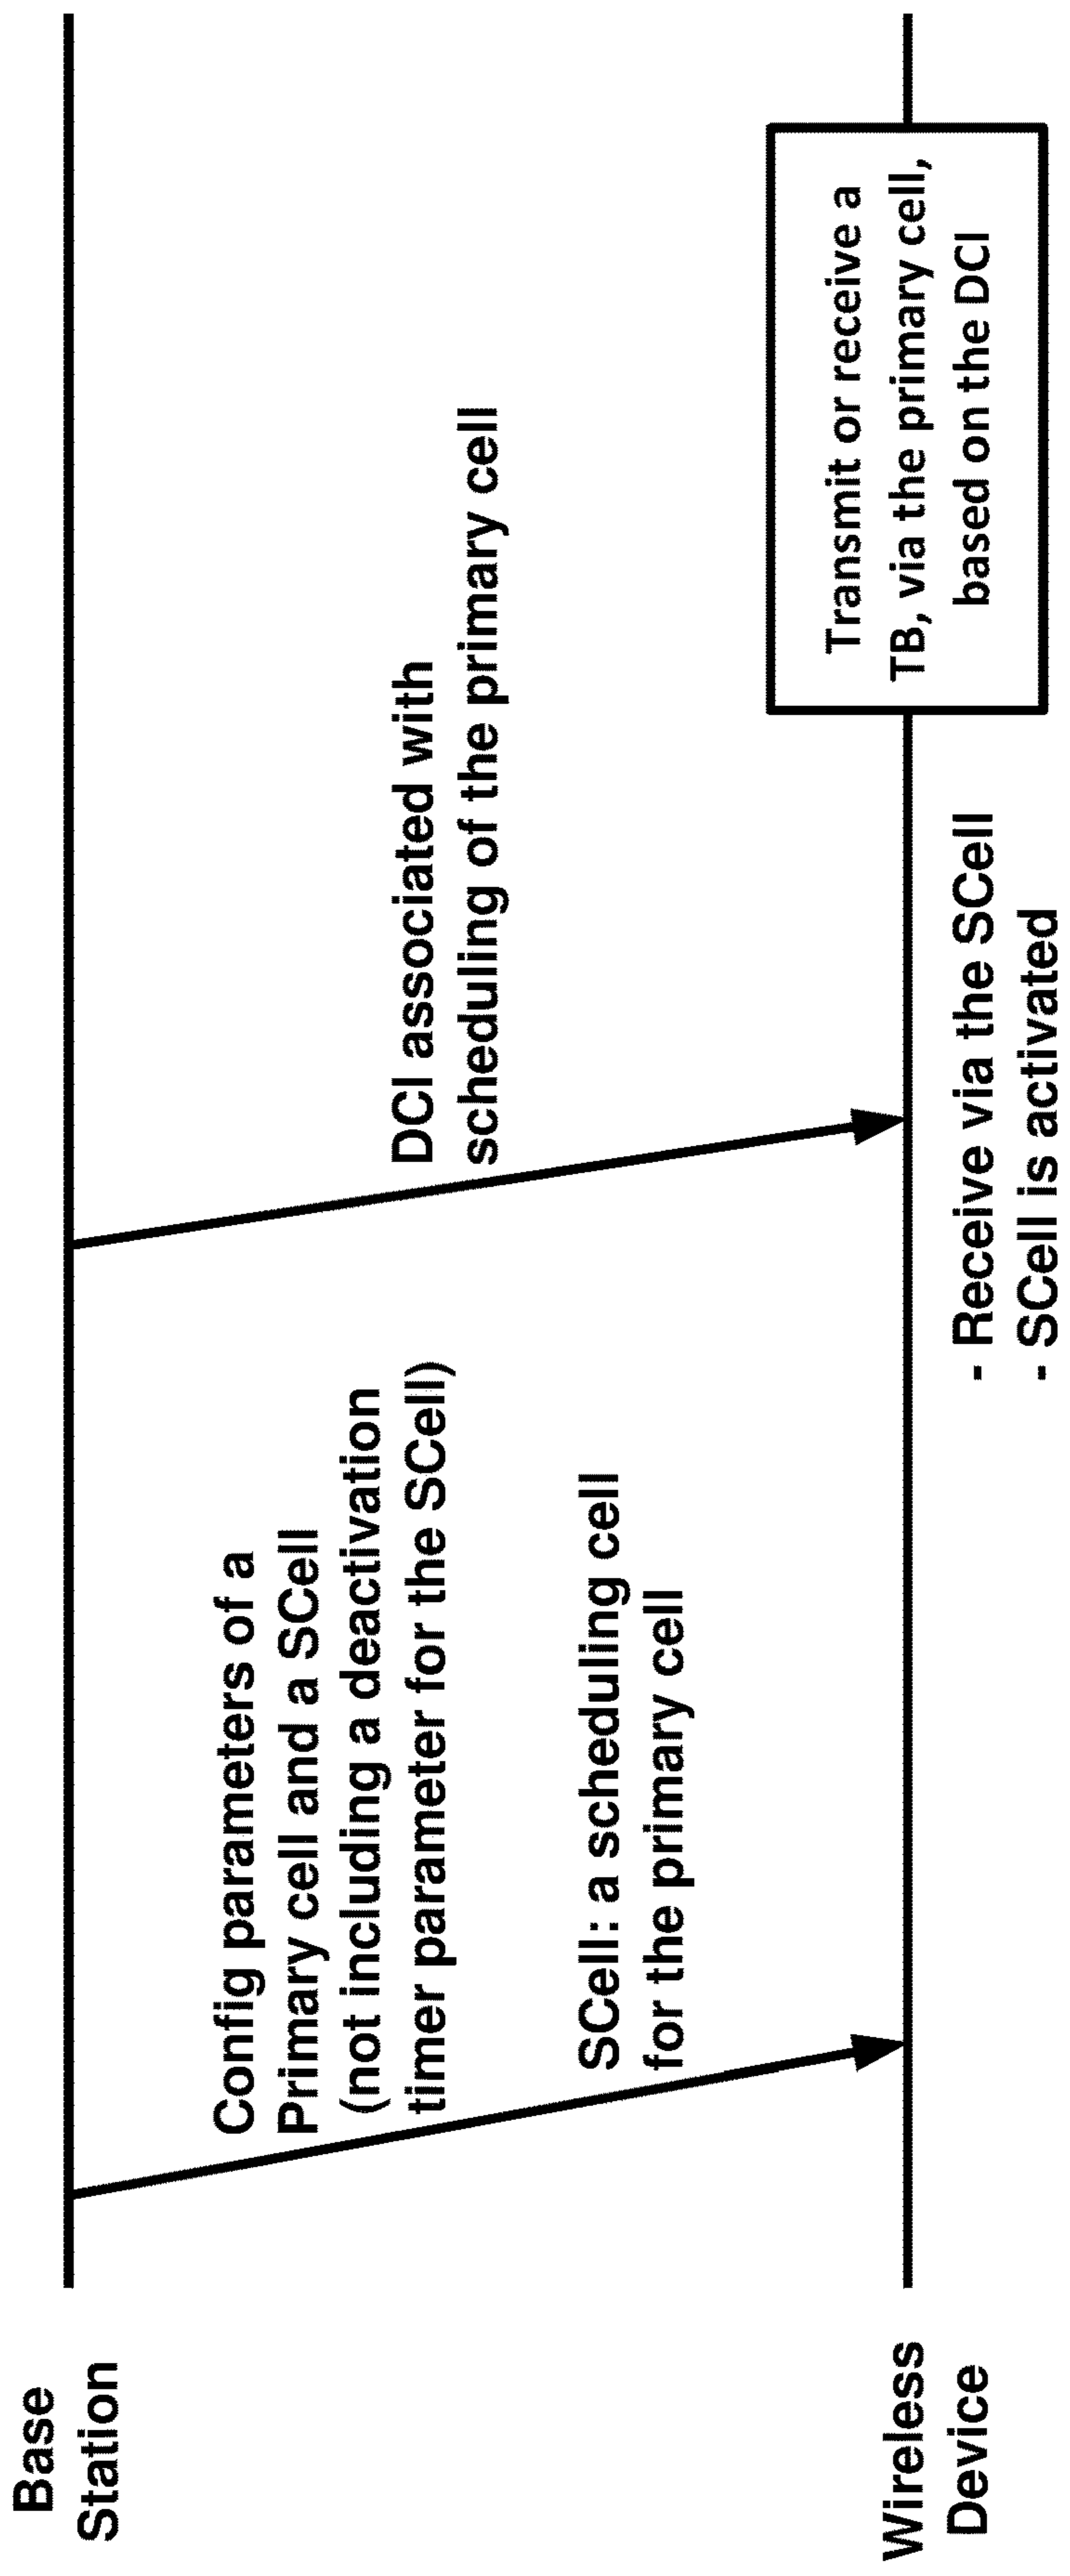 Base
Station
Config parameters of a
Primary cell and a SCell
(not including a deactivation
timer parameter for the SCell)
SCell: a scheduling cell
for the primary cell
DCI associated with
scheduling of the primary cell
Wireless
Device
- Receive via the SCell
- SCell is activated
Transmit or receive a
TB, via the primary cell,
based on the DCI